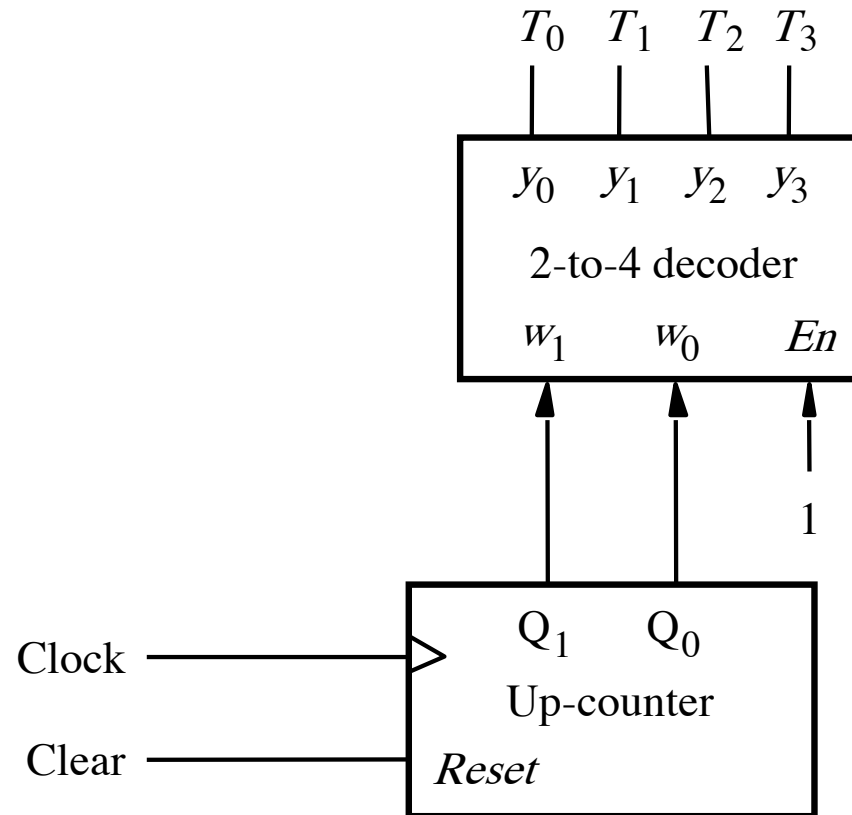 T0 T1 T2 T3
y0 y1 y2 y3
2-to-4 decoder
w1 w0 En
1
Q1 Q0
Clock
Up-counter
Clear
Reset